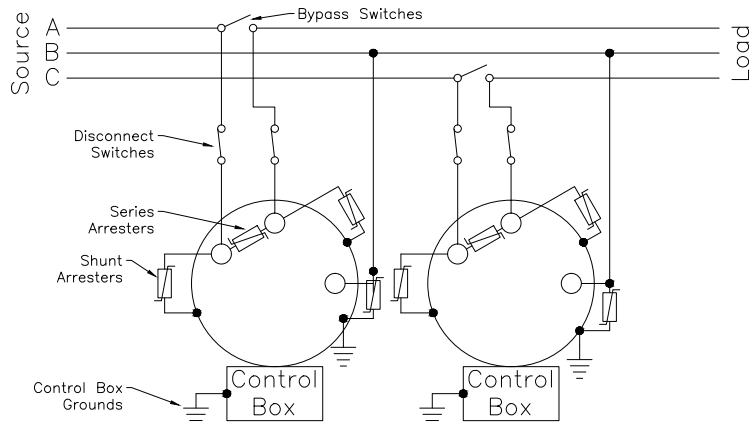 Bypass Switches
Source
A
B
C
Load
Disconnect
Switches
Series
Arresters
Shunt
Arresters
Control Box
Grounds
Control
Box
Control
Box